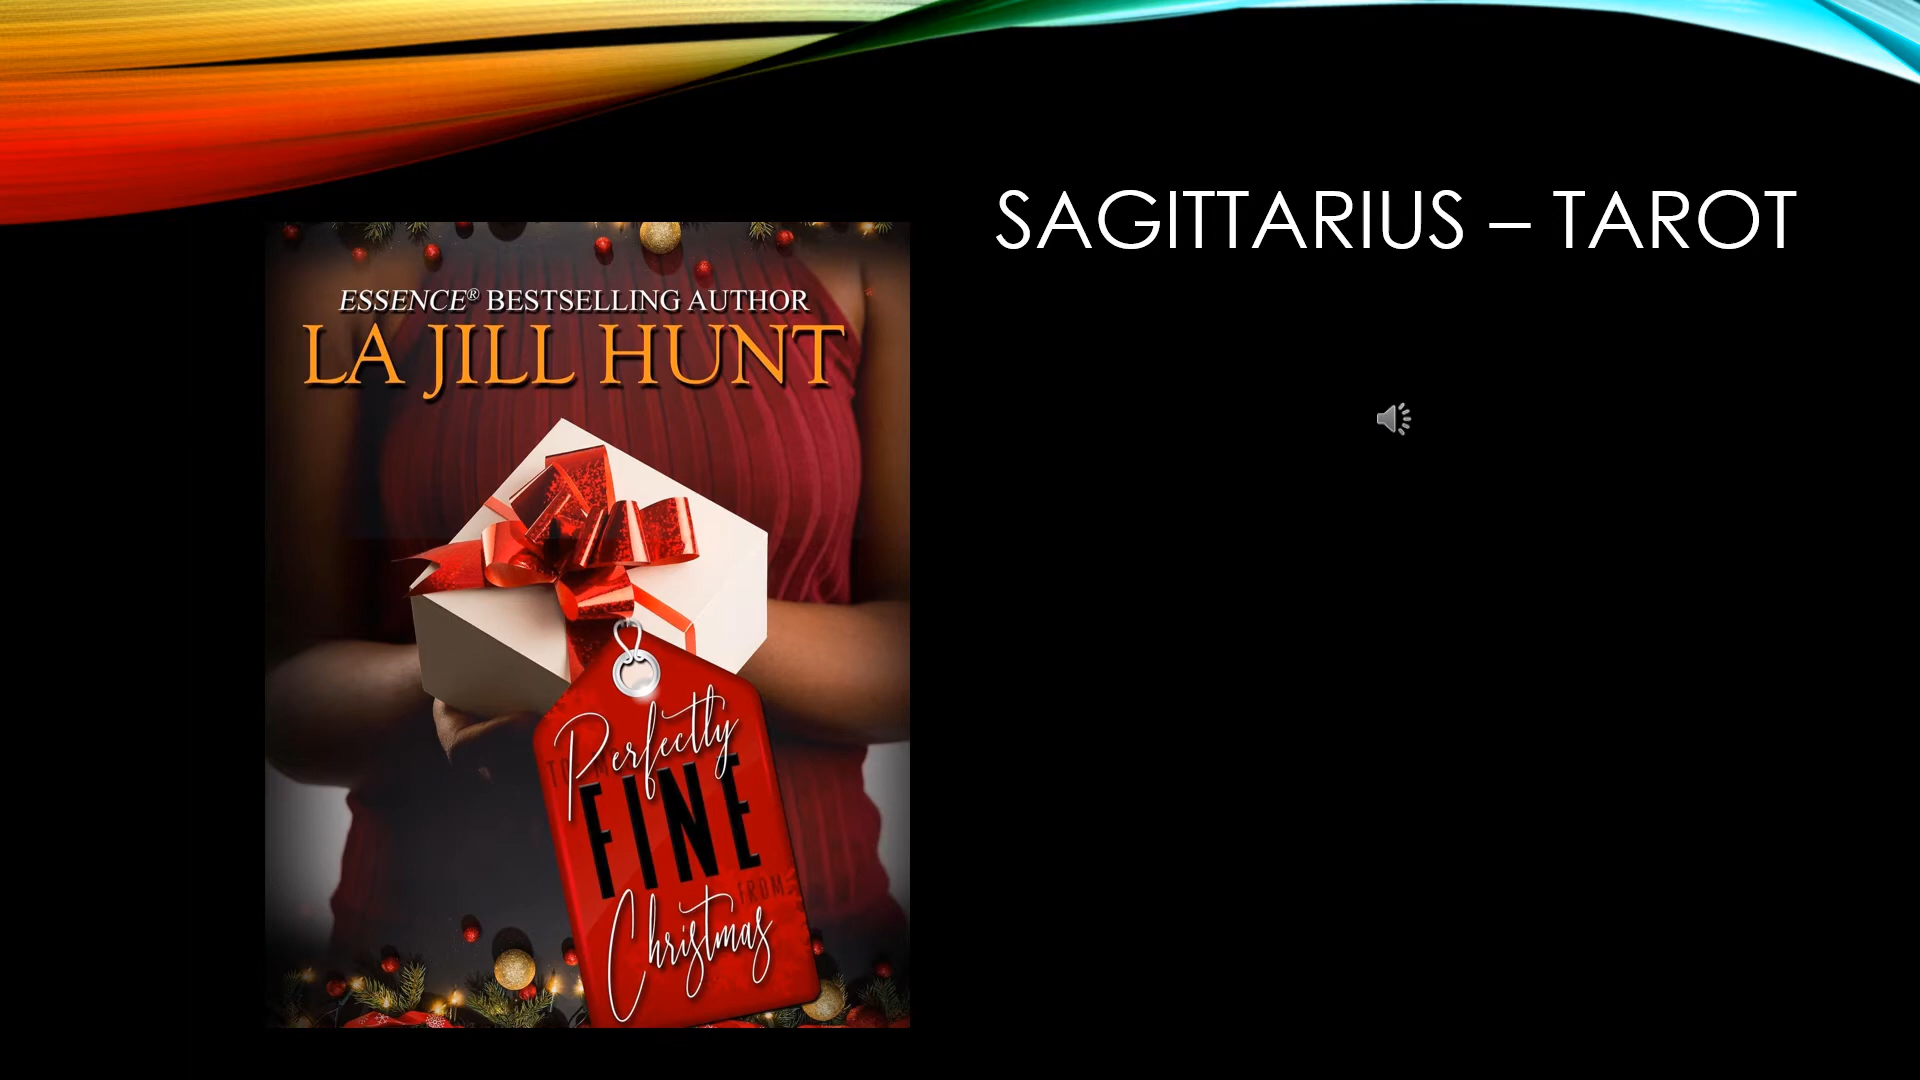 SAGITTARIUS – TAROT
ESSENCE® BESTSELLING AUTHOR
LA JILL HUNT
Perfectly
FINE
FROM
Christmas